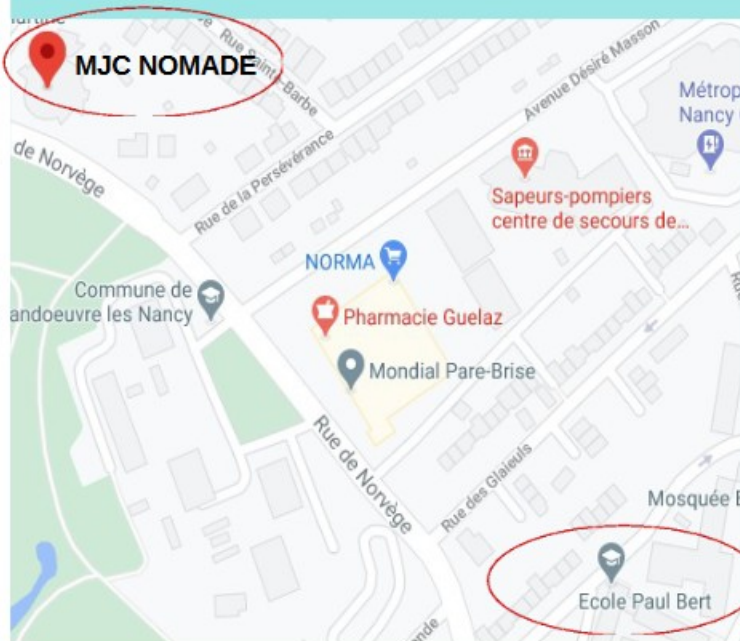 MJC NOMADE
Rue Sainte-Barbe
Avenue Désiré Masson
Métrop
Nancy
de Norvège
Rue de la Persévérance
Sapeurs-pompiers
centre de secours de...
NORMA
Commune de
andoeuvre les Nancy
Pharmacie Guelaz
Mondial Pare-Brise
Rue de Norvège
Rue des Glaieuls
Mosquée
Ecole Paul Bert